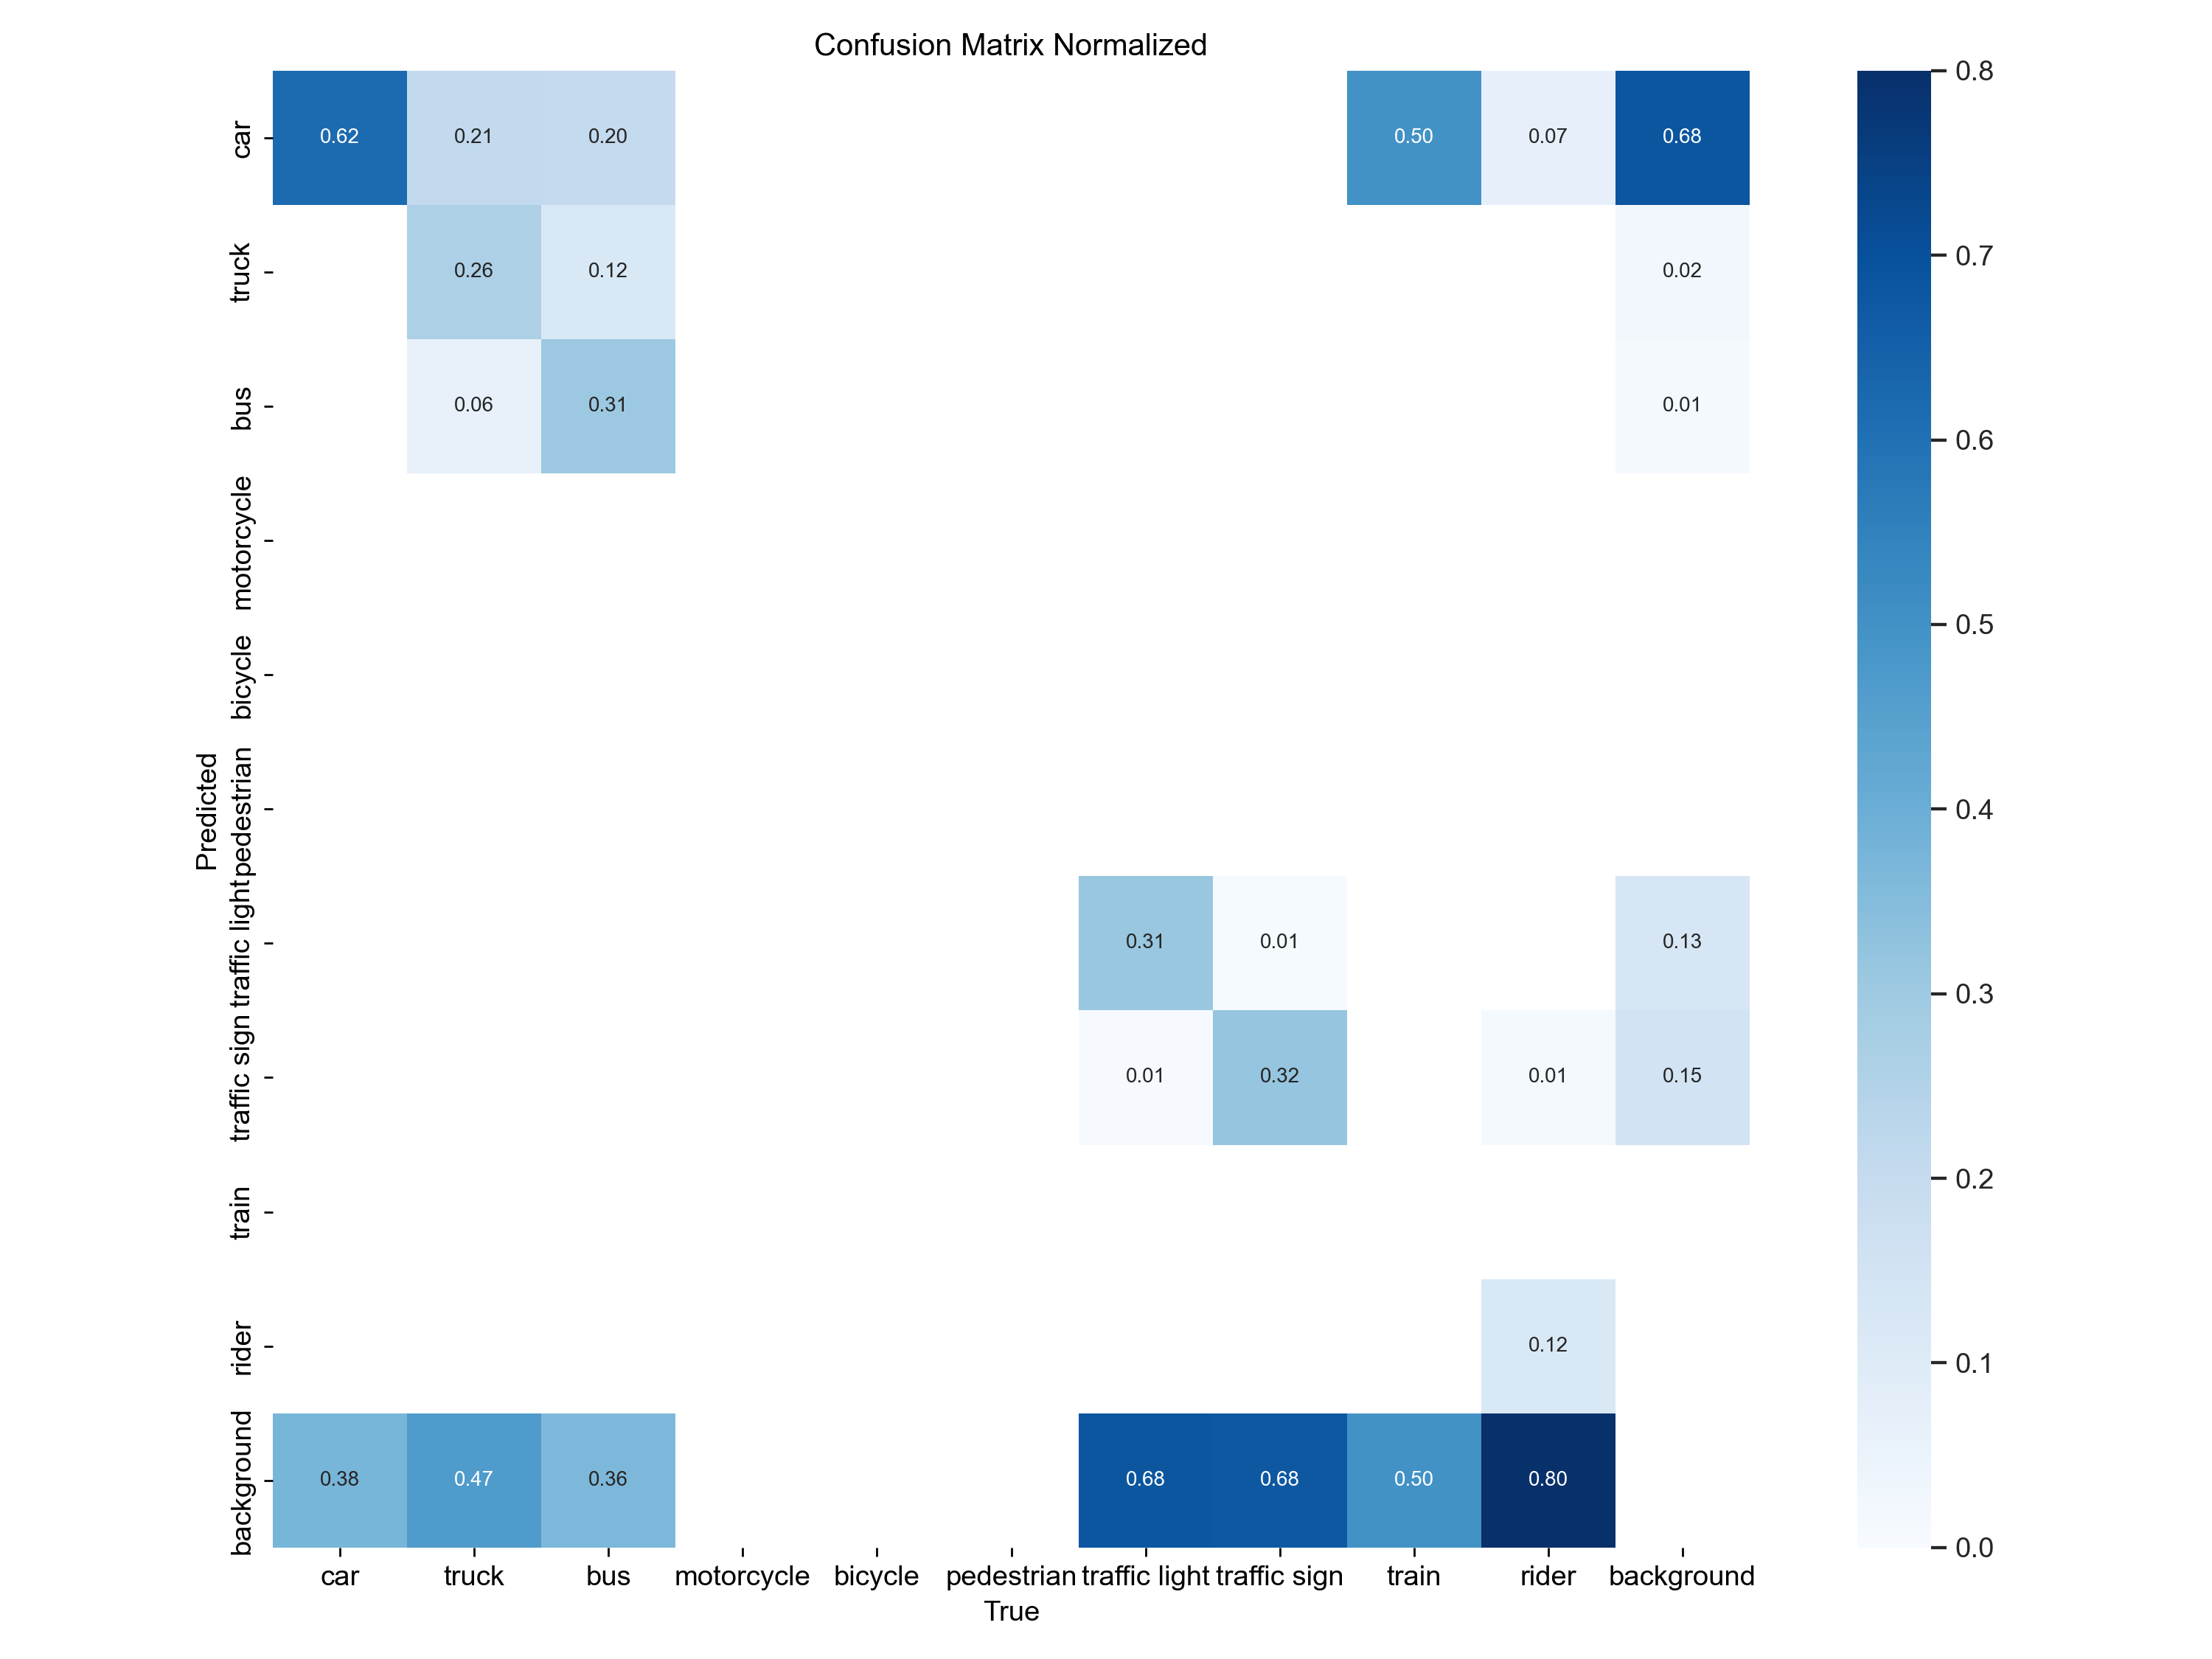 Confusion Matrix Normalized
car 0.62 0.21 0.20 0.50 0.07 0.68
truck 0.26 0.12 0.02
bus 0.06 0.31 0.01
motorcycle
bicycle
pedestrian
traffic light 0.31 0.01 0.13
traffic sign 0.01 0.32 0.01 0.15
train
rider 0.12
background 0.38 0.47 0.36 0.68 0.68 0.50 0.80
Predicted
car truck bus motorcycle bicycle pedestrian traffic light traffic sign train rider background
True
0.8
0.7
0.6
0.5
0.4
0.3
0.2
0.1
0.0